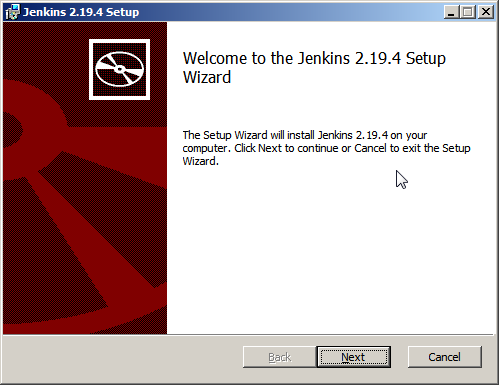 Jenkins 2.19.4 Setup
Welcome to the Jenkins 2.19.4 Setup
Wizard
The Setup Wizard will install Jenkins 2.19.4 on your
computer. Click Next to continue or Cancel to exit the Setup
Wizard.
Back Next Cancel